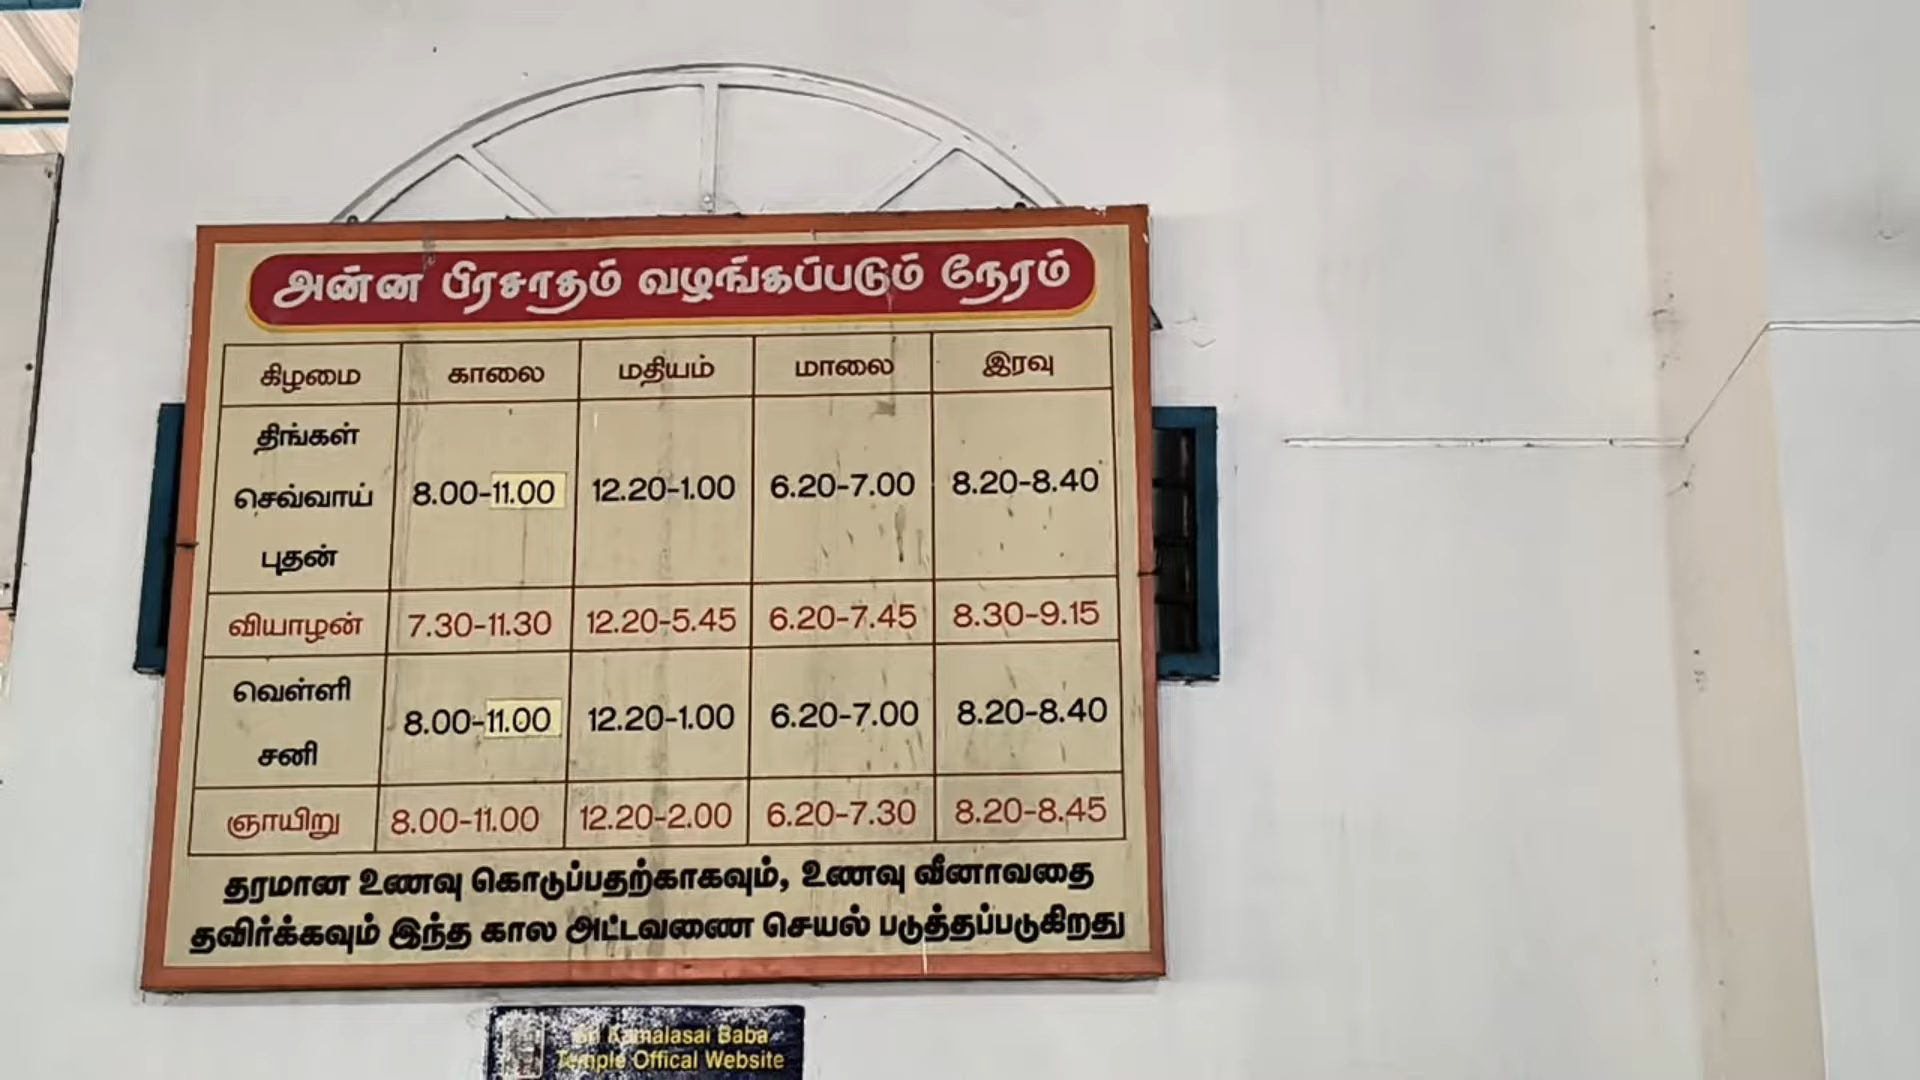 அன்ன பிரசாதம் வழங்கப்படும் நேரம்
கிழமை காலை மதியம் மாலை இரவு
திங்கள்
செவ்வாய் 8.00-11.00 12.20-1.00 6.20-7.00 8.20-8.40
புதன்
வியாழன் 7.30-11.30 12.20-5.45 6.20-7.45 8.30-9.15
வெள்ளி
8.00-11.00 12.20-1.00 6.20-7.00 8.20-8.40
சனி
ஞாயிறு 8.00-11.00 12.20-2.00 6.20-7.30 8.20-8.45
தரமான உணவு கொடுப்பதற்காகவும், உணவு வீனாவதை
தவிர்க்கவும் இந்த கால அட்டவணை செயல் படுத்தப்படுகிறது
Sri Kamalasai Baba
Temple Offical Website